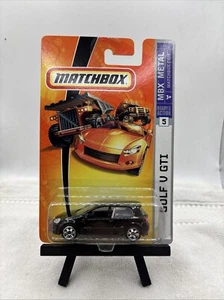 MATCHBOX
MBX METAL
5
GOLF V GTI